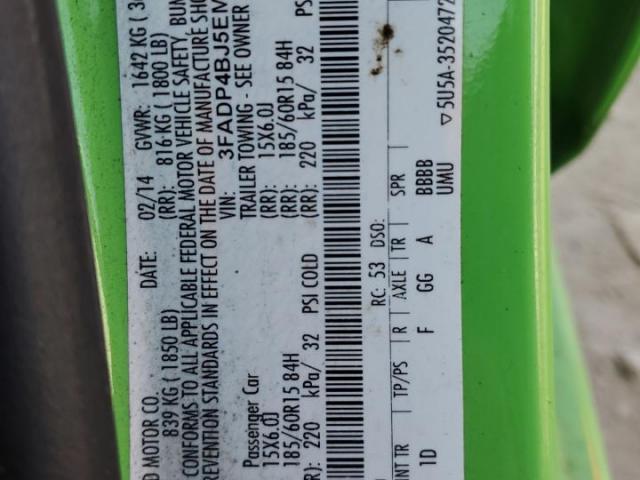 D MOTOR CO.
DATE: 02/14 GVWR: 1642 KG
839 KG (1850 LB) (RR): 816 KG (1800 LB)
CONFORMS TO ALL APPLICABLE FEDERAL MOTOR VEHICLE SAFETY, BUM
REVENTION STANDARDS IN EFFECT ON THE DATE OF MANUFACTURE SHO
VIN: 3FADP4BJ5EM
Passenger Car TRAILER TOWING - SEE OWNER
15X6.0J (RR): 15X6.0J
185/60R15 84H (RR): 185/60R15 84H
R): 220 kPa/ 32 PSI COLD (RR): 220 kPa/ 32 PS
RC: 53 DSO:
INT TR TP/PS R AXLE TR SPR
1D F GG A BBBB
UMU
▽5U5A-3520472